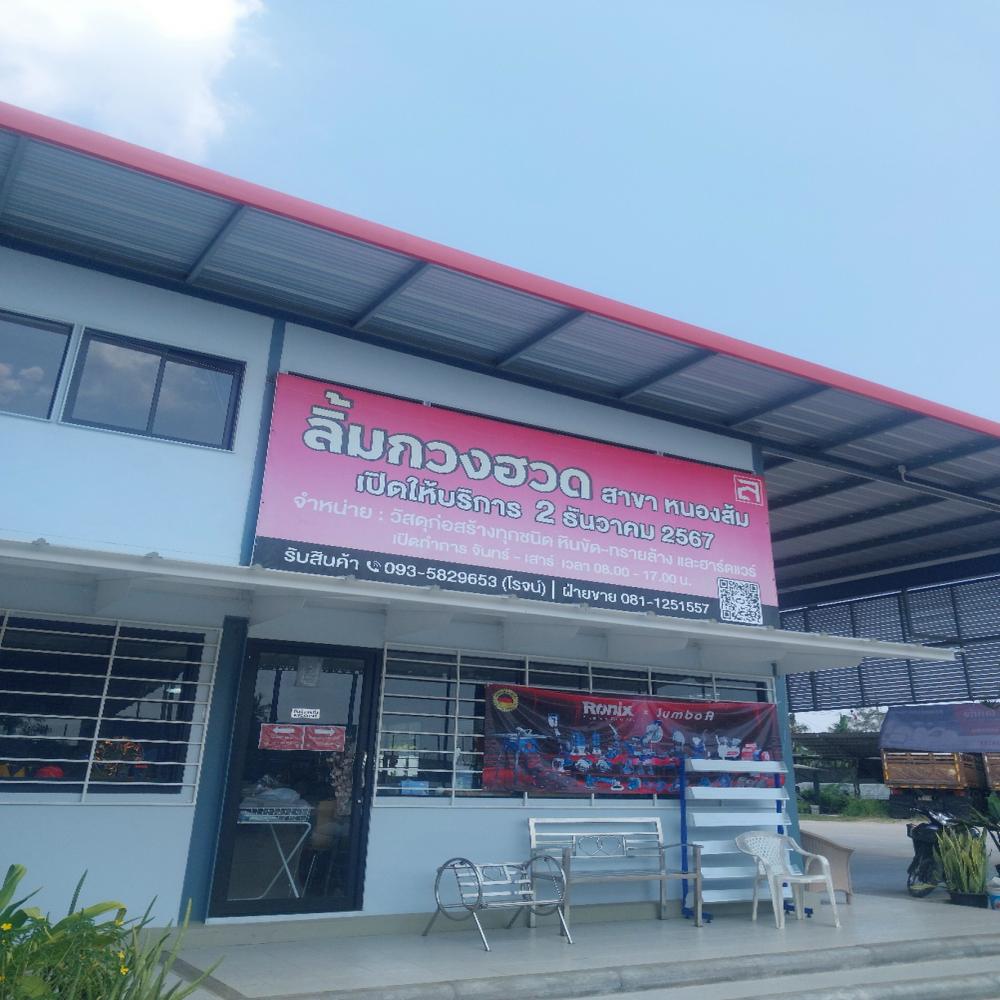 ลิ้มกวงฮวด สาขา หนองส้ม
เปิดให้บริการ 2 ธันวาคม 2567
จำหน่าย : วัสดุก่อสร้างทุกชนิด หินขัด-ทรายล้าง และฮาร์ดแวร์
เปิดทำการ จันทร์ - เสาร์ เวลา 08.00 - 17.00 น.
รับสินค้า 093-5829653 (โรจน์) | ฝ่ายขาย 081-1251557
Ronix x Jumbo A